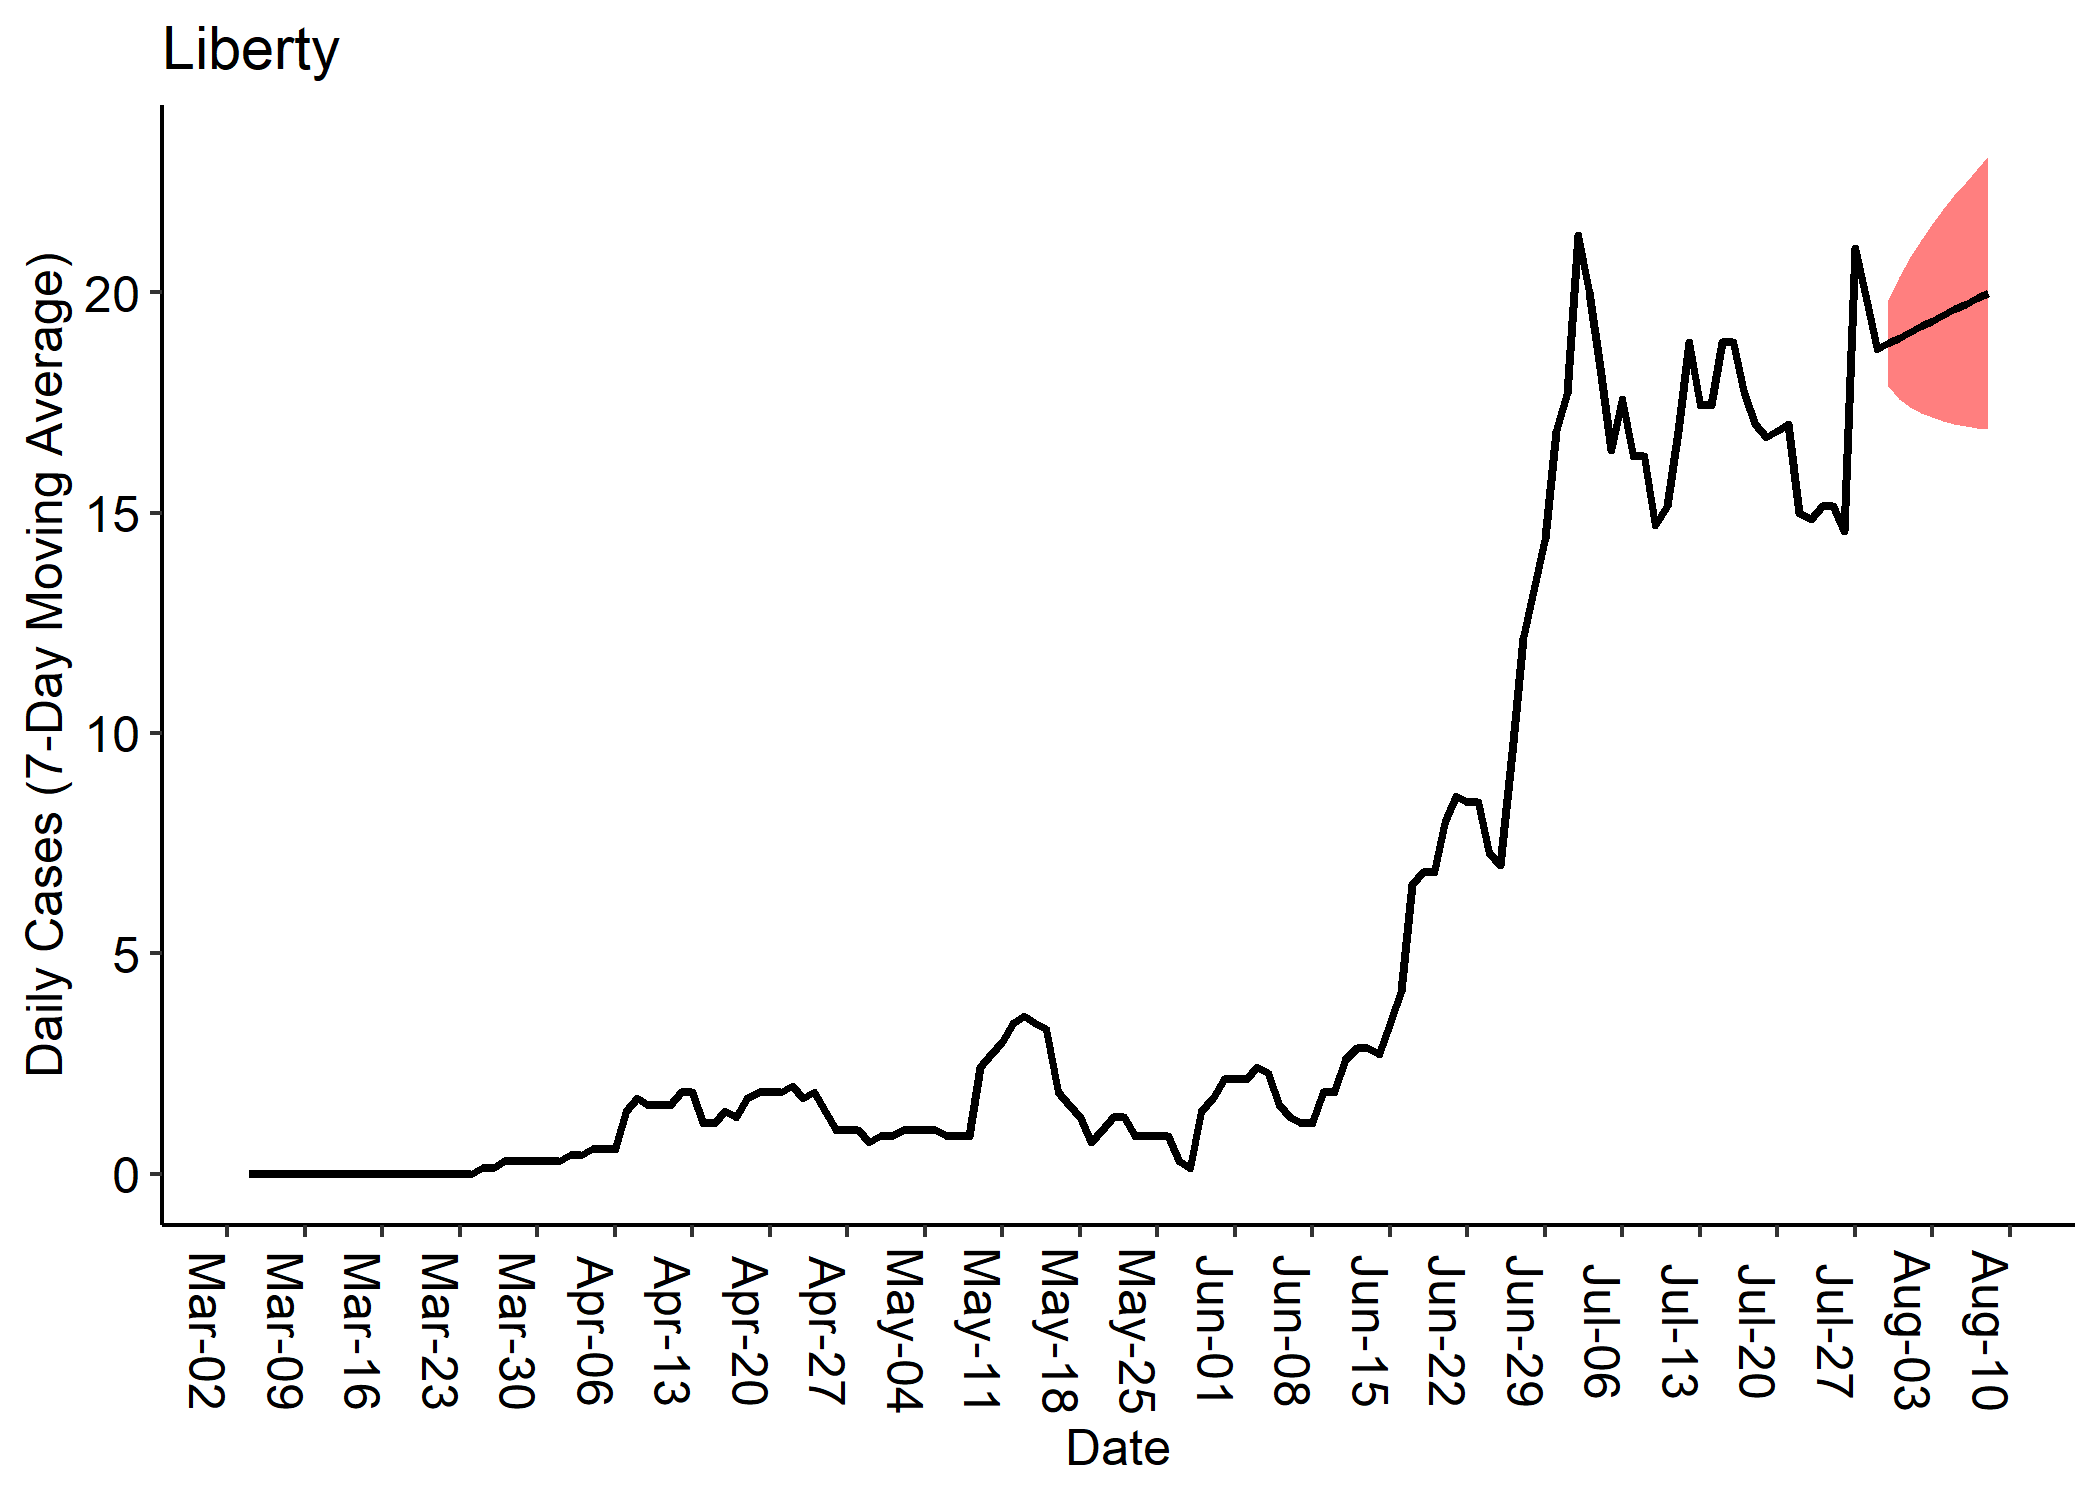 Liberty
Daily Cases (7-Day Moving Average)
20
15
10
5
0
Mar-02
Mar-09
Mar-16
Mar-23
Mar-30
Apr-06
Apr-13
Apr-20
Apr-27
May-04
May-11
May-18
May-25
Jun-01
Jun-08
Jun-15
Jun-22
Jun-29
Jul-06
Jul-13
Jul-20
Jul-27
Aug-03
Aug-10
Date